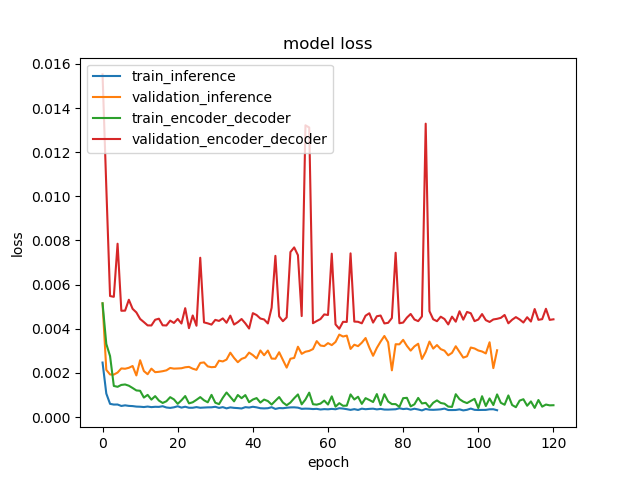 model loss
0.016
0.014
0.012
0.010
0.008
0.006
0.004
0.002
0.000
loss
train_inference
validation_inference
train_encoder_decoder
validation_encoder_decoder
0 20 40 60 80 100 120
epoch